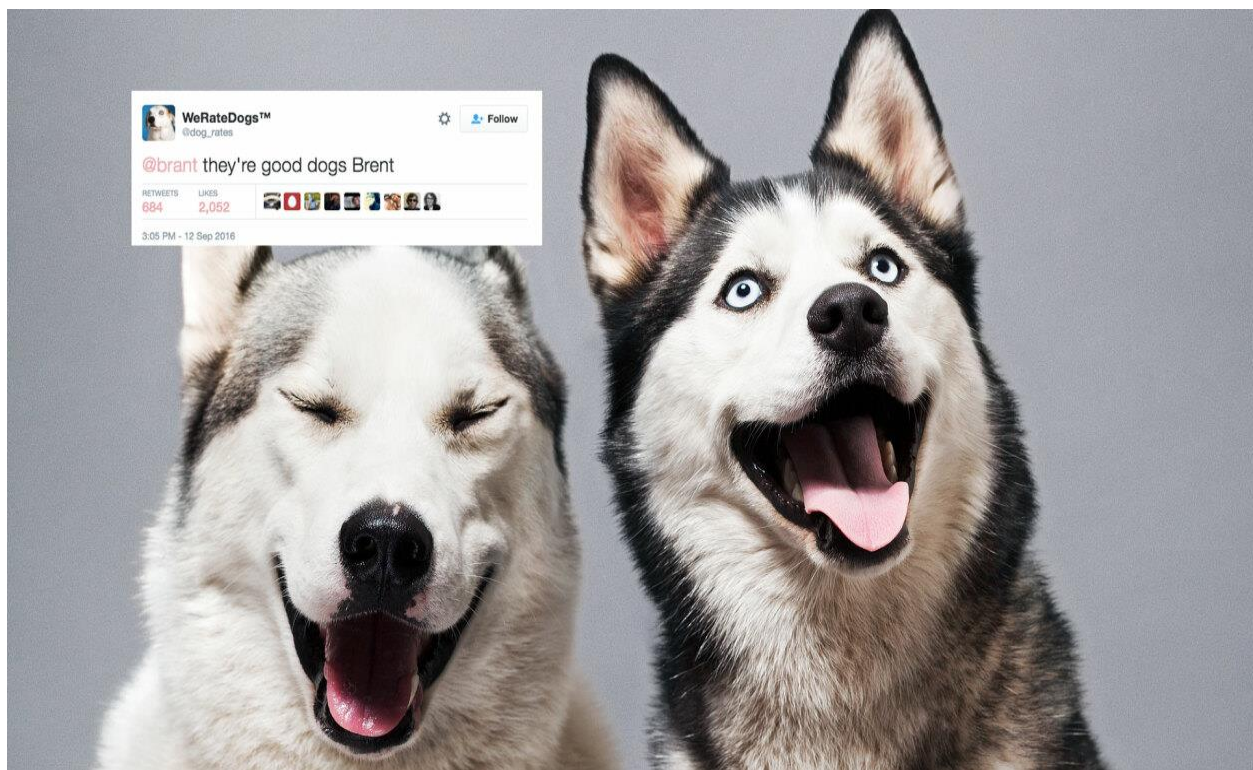 WeRateDogs™
@dog_rates
Follow
@brant they're good dogs Brent
RETWEETS LIKES
684 2,052
3:05 PM - 12 Sep 2016